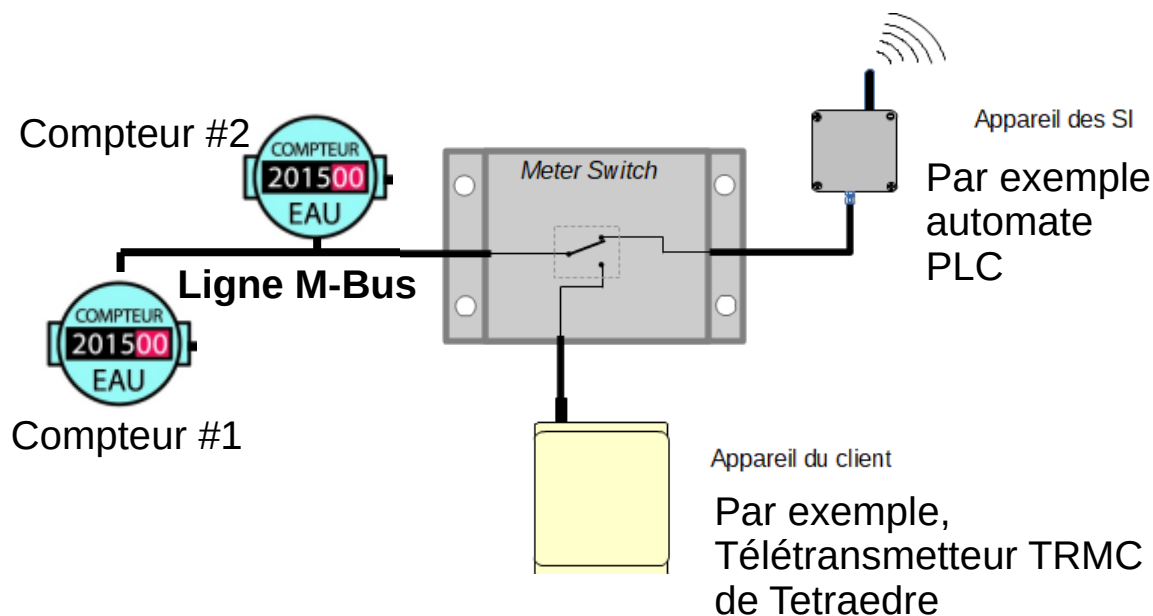 Compteur #2
COMPTEUR
201500
EAU
Ligne M-Bus
COMPTEUR
201500
EAU
Compteur #1
Meter Switch
Appareil des SI
Par exemple
automate
PLC
Appareil du client
Par exemple,
Télétransmetteur TRMC
de Tetraedre